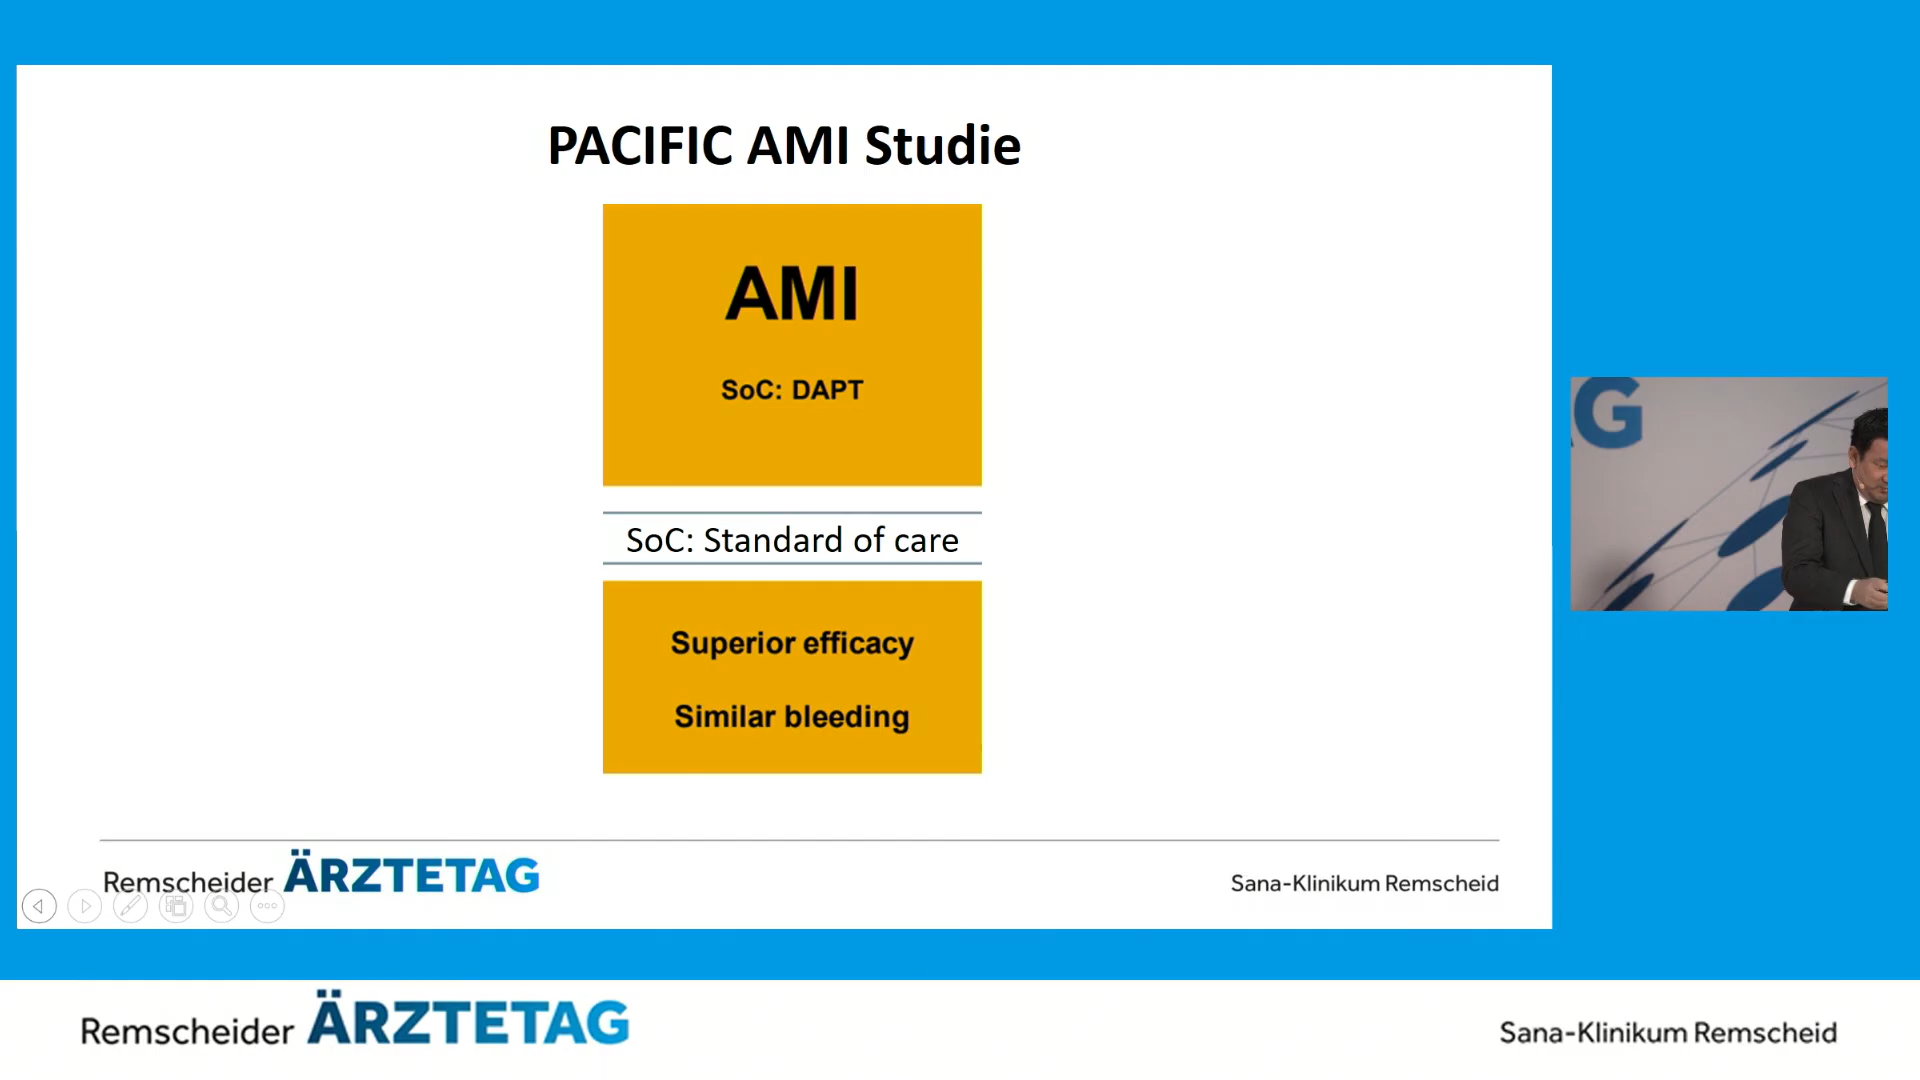 PACIFIC AMI Studie
AMI
SoC: DAPT
SoC: Standard of care
Superior efficacy
Similar bleeding
Remscheider ÄRZTETAG
Sana-Klinikum Remscheid
G
Remscheider ÄRZTETAG
Sana-Klinikum Remscheid